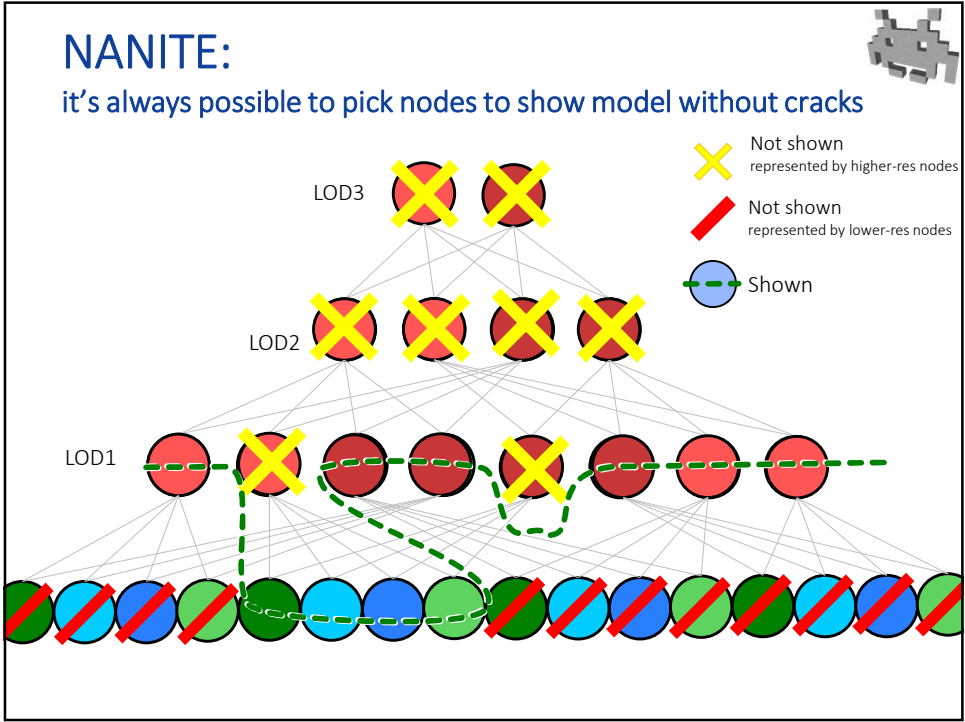 NANITE:
it's always possible to pick nodes to show model without cracks
Not shown
represented by higher-res nodes
LOD3
Not shown
represented by lower-res nodes
Shown
LOD2
LOD1